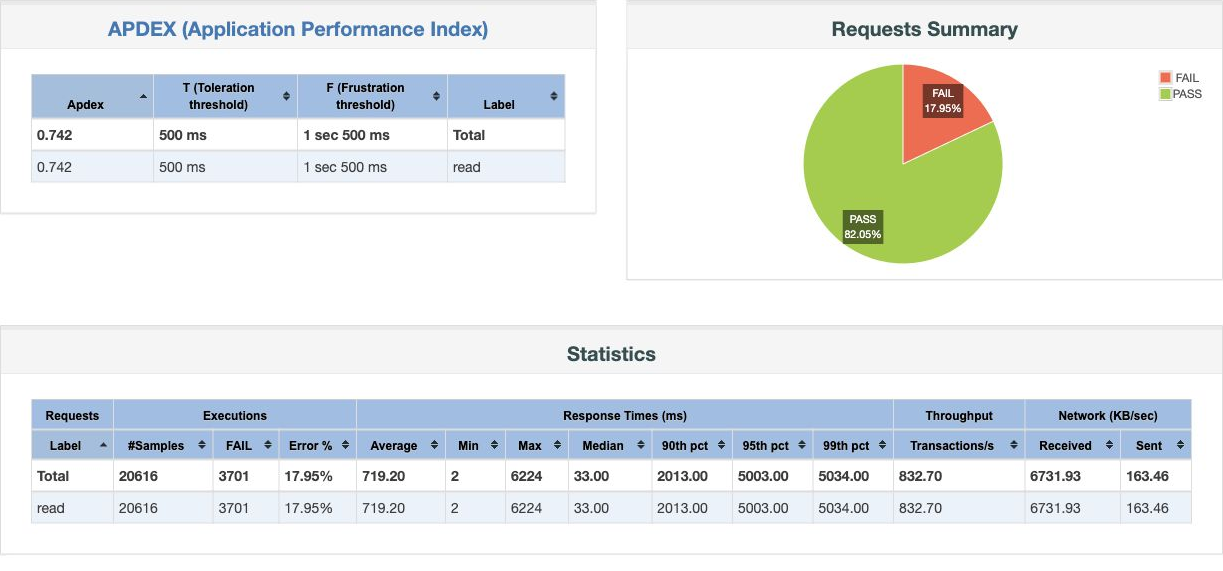 APDEX (Application Performance Index)
Apdex T (Toleration threshold) F (Frustration threshold) Label
0.742 500 ms 1 sec 500 ms Total
0.742 500 ms 1 sec 500 ms read
Requests Summary
FAIL
17.95%
PASS
82.05%
FAIL
PASS
Statistics
Requests Executions Response Times (ms) Throughput Network (KB/sec)
Label #Samples FAIL Error % Average Min Max Median 90th pct 95th pct 99th pct Transactions/s Received Sent
Total 20616 3701 17.95% 719.20 2 6224 33.00 2013.00 5003.00 5034.00 832.70 6731.93 163.46
read 20616 3701 17.95% 719.20 2 6224 33.00 2013.00 5003.00 5034.00 832.70 6731.93 163.46